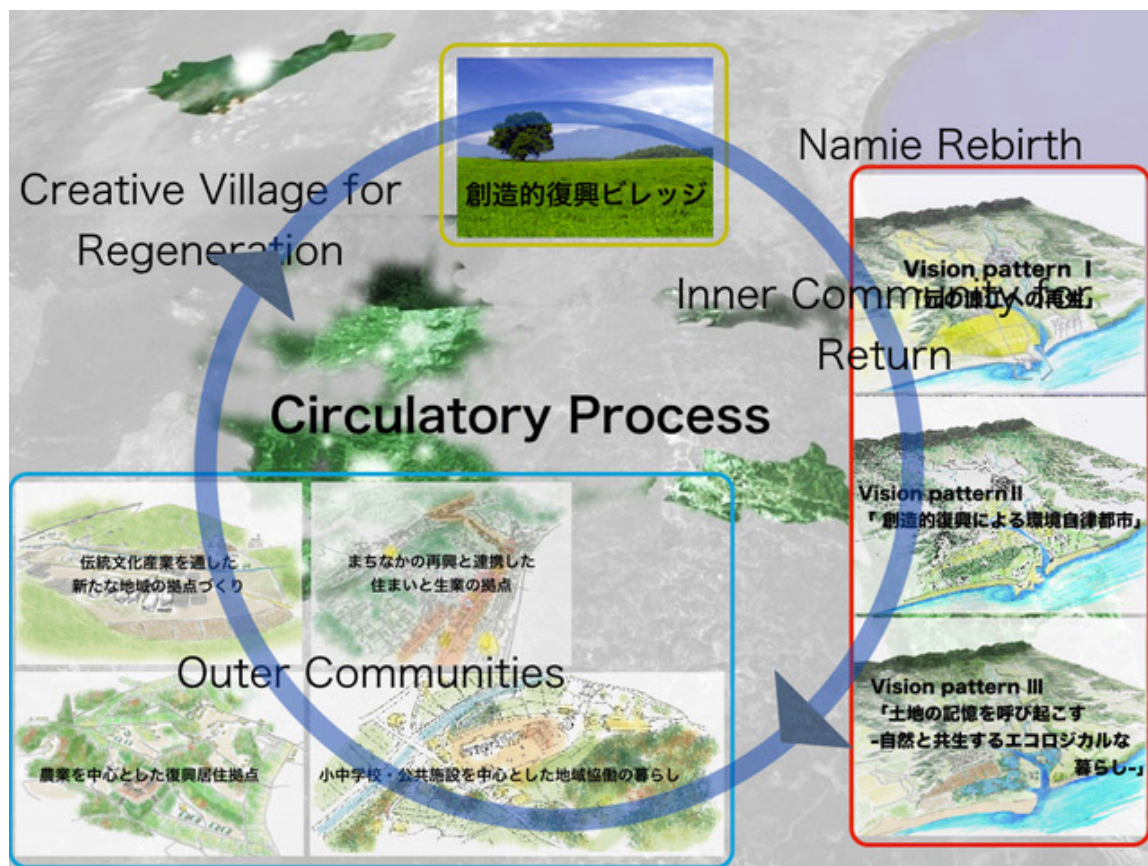 創造的復興ビレッジ
Creative Village for
Regeneration
Namie Rebirth
Vision pattern I
Inner Community for
Return
Circulatory Process
Vision pattern II
「創造的復興による環境自律都市」
伝統文化産業を通した
新たな地域の拠点づくり
まちなかの再興と連携した
住まいと生業の拠点
Outer Communities
農業を中心とした復興居住拠点
小中学校・公共施設を中心とした地域協働の暮らし
Vision pattern III
「土地の記憶を呼び起こす
-自然と共生するエコロジカルな
暮らし-」